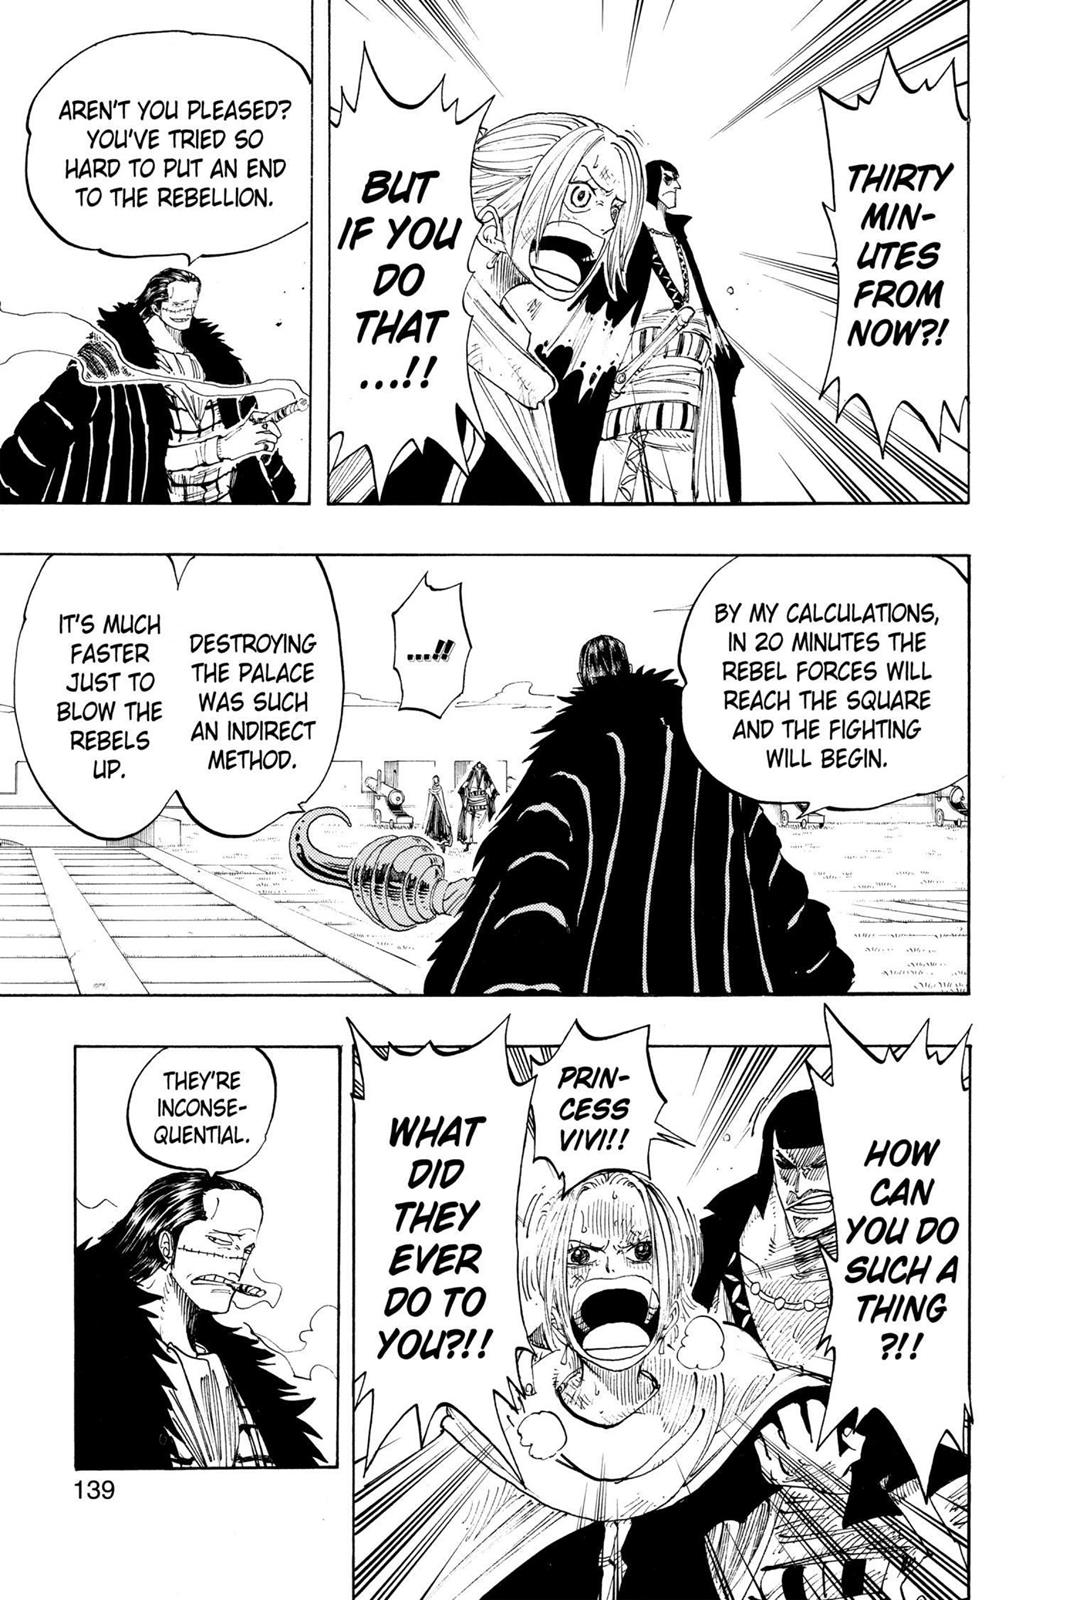 THIRTY
MIN-
UTES
FROM
NOW?!
BUT
IF YOU
DO
THAT
...!!
AREN'T YOU PLEASED?
YOU'VE TRIED SO
HARD TO PUT AN END
TO THE REBELLION.
BY MY CALCULATIONS,
IN 20 MINUTES THE
REBEL FORCES WILL
REACH THE SQUARE
AND THE FIGHTING
WILL BEGIN.
...!!
DESTROYING
THE PALACE
WAS SUCH
AN INDIRECT
METHOD.
IT'S MUCH
FASTER
JUST TO
BLOW THE
REBELS
UP.
HOW
CAN
YOU DO
SUCH A
THING
?!!
PRIN-
CESS
VIVI!!
WHAT
DID
THEY
EVER
DO TO
YOU?!!
THEY'RE
INCONSE-
QUENTIAL.
139